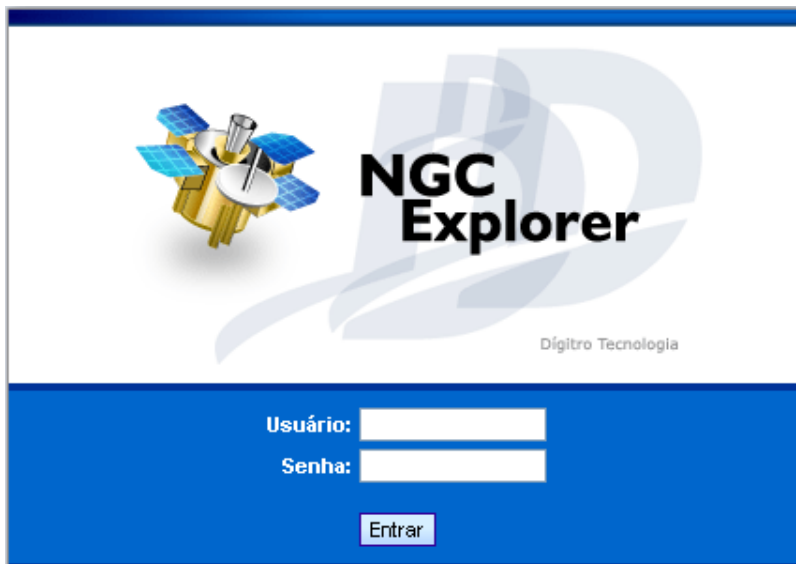 NGC
Explorer
Dígitro Tecnologia
Usuário:
Senha:
Entrar